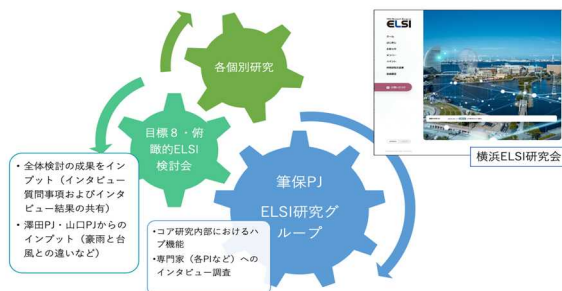 ELSI
各個別研究
目標８・俯
瞰的ELSI
検討会
横浜ELSI研究会
筆保PJ
ELSI研究グ
ループ
• 全体検討の成果をイン
プット（インタビュー
質問事項およびインタ
ビュー結果の共有）
• 澤田PJ・山口PJから
のインプット（豪雨と台
風との違いなど）
• コア研究内部におけるハ
ブ機能
• 専門家（各PIなど）への
インタビュー調査